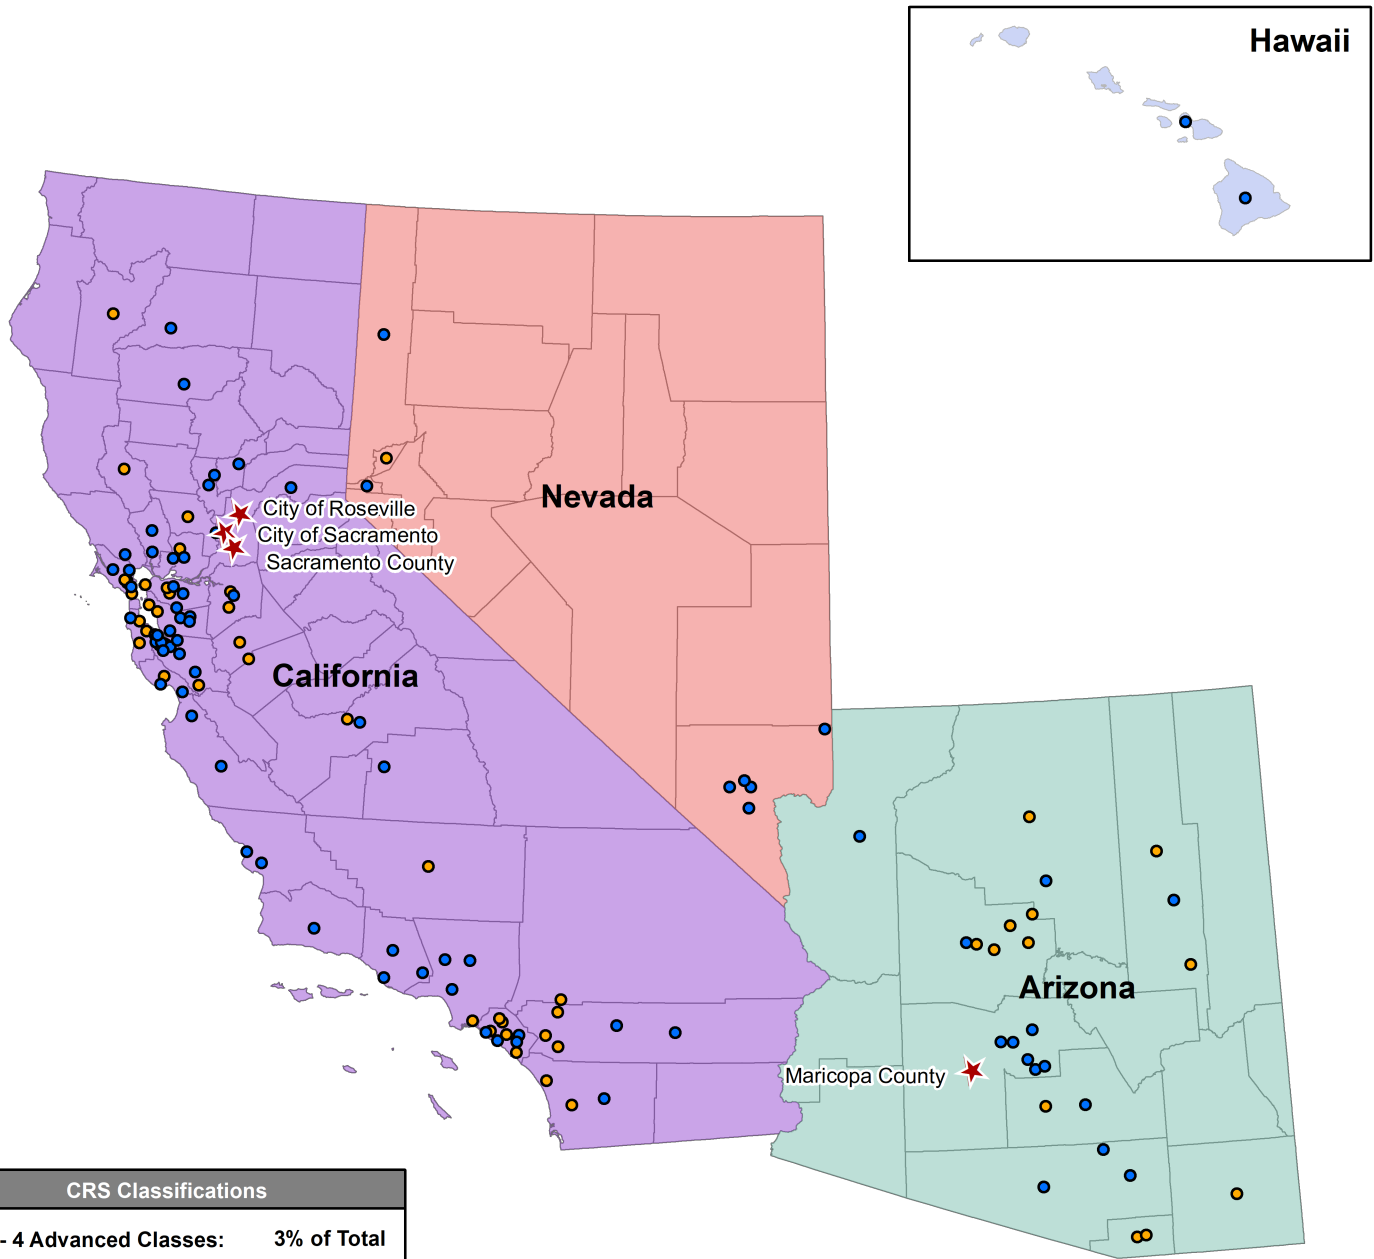 Hawaii
Nevada
City of Roseville
City of Sacramento
Sacramento County
California
Arizona
Maricopa County
CRS Classifications
- 4 Advanced Classes: 3% of Total